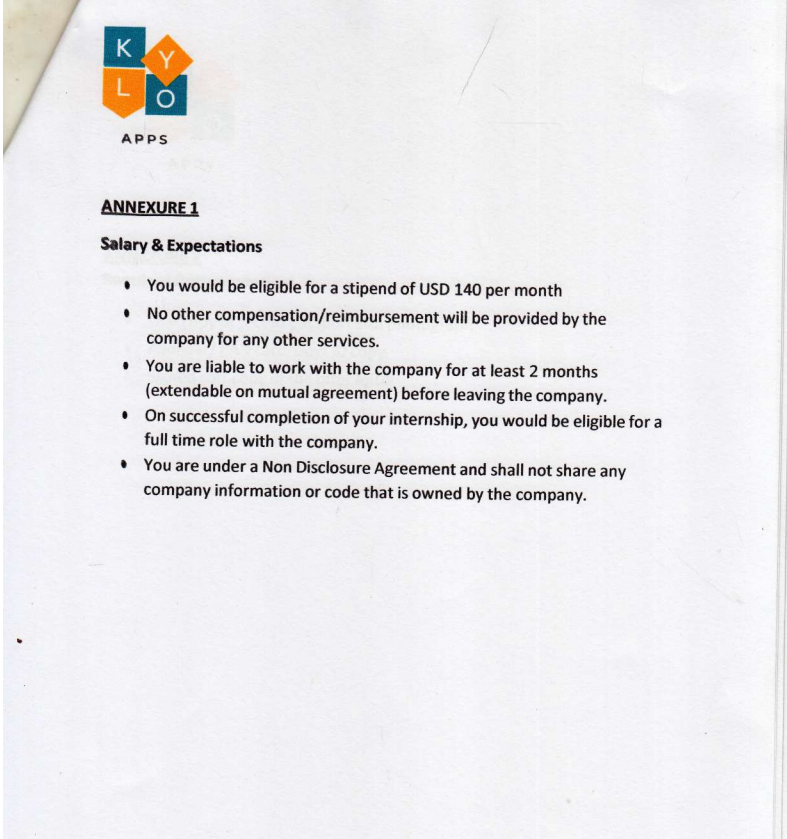 K
Y
L
O
APPS
ANNEXURE 1
Salary & Expectations
• You would be eligible for a stipend of USD 140 per month
• No other compensation/reimbursement will be provided by the
company for any other services.
• You are liable to work with the company for at least 2 months
(extendable on mutual agreement) before leaving the company.
• On successful completion of your internship, you would be eligible for a
full time role with the company.
• You are under a Non Disclosure Agreement and shall not share any
company information or code that is owned by the company.